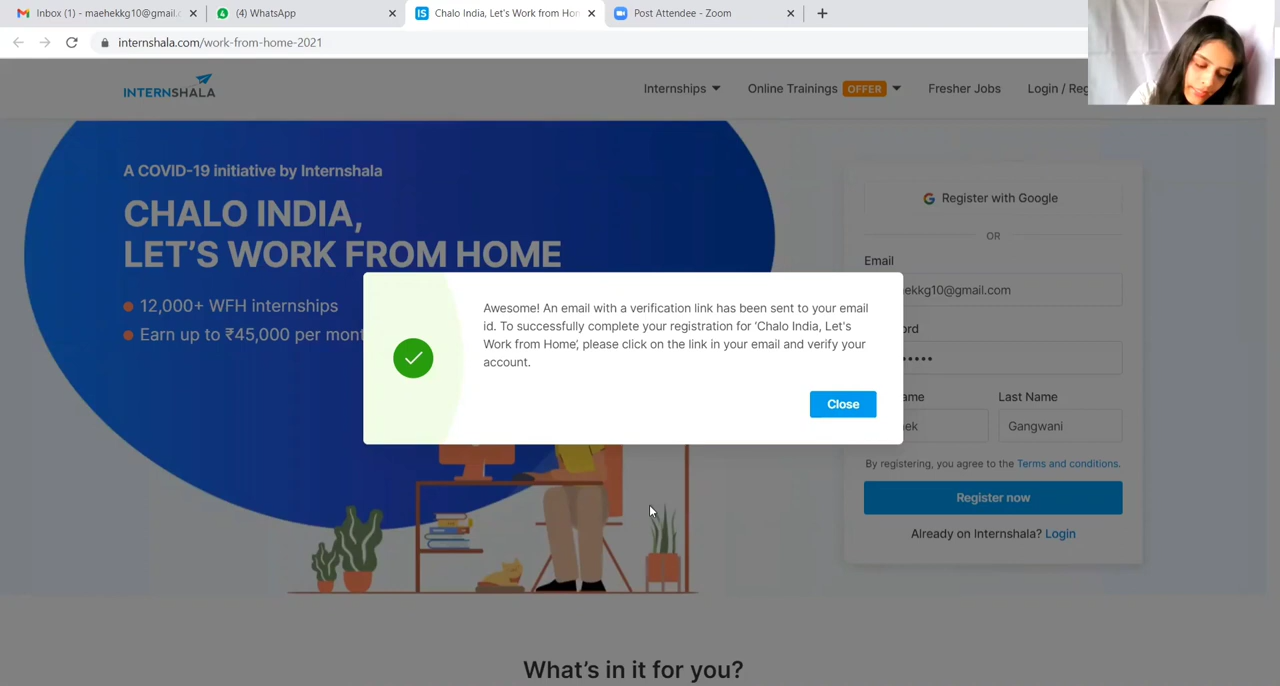 Inbox (1) - maehekkg10@gmail.c
(4) WhatsApp
Chalo India, Let's Work from Hom
Post Attendee - Zoom
internshala.com/work-from-home-2021
INTERNSHALA
Internships
Online Trainings OFFER
Fresher Jobs
Login / Reg
A COVID-19 initiative by Internshala
CHALO INDIA,
LET'S WORK FROM HOME
12,000+ WFH internships
Earn up to ₹45,000 per mont
Awesome! An email with a verification link has been sent to your email
id. To successfully complete your registration for 'Chalo India, Let's
Work from Home', please click on the link in your email and verify your
account.
Close
Register with Google
OR
Email
ekkg10@gmail.com
ord
ame
Last Name
ek
Gangwani
By registering, you agree to the Terms and conditions.
Register now
Already on Internshala? Login
What's in it for you?